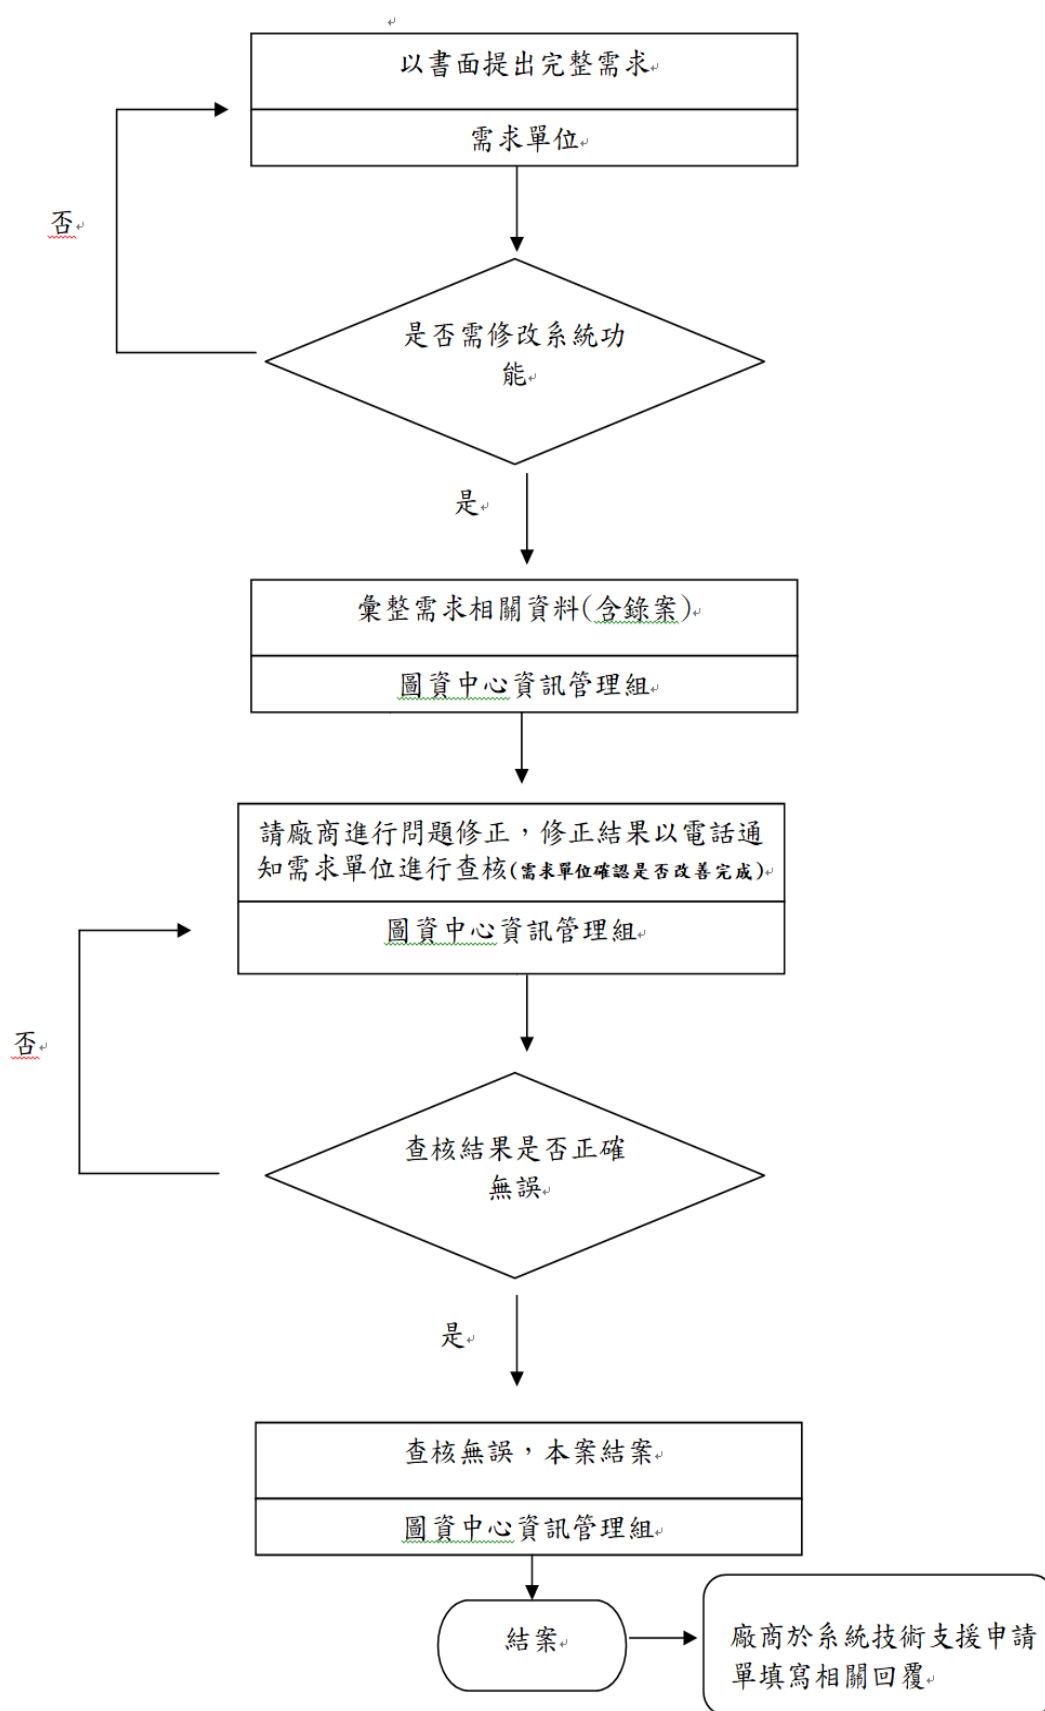 以書面提出完整需求
需求單位
否
是否需修改系統功
能
是
彙整需求相關資料(含錄案)
圖資中心資訊管理組
請廠商進行問題修正，修正結果以電話通
知需求單位進行查核(需求單位確認是否改善完成)
圖資中心資訊管理組
否
查核結果是否正確
無誤
是
查核無誤，本案結案
圖資中心資訊管理組
結案
廠商於系統技術支援申請
單填寫相關回覆